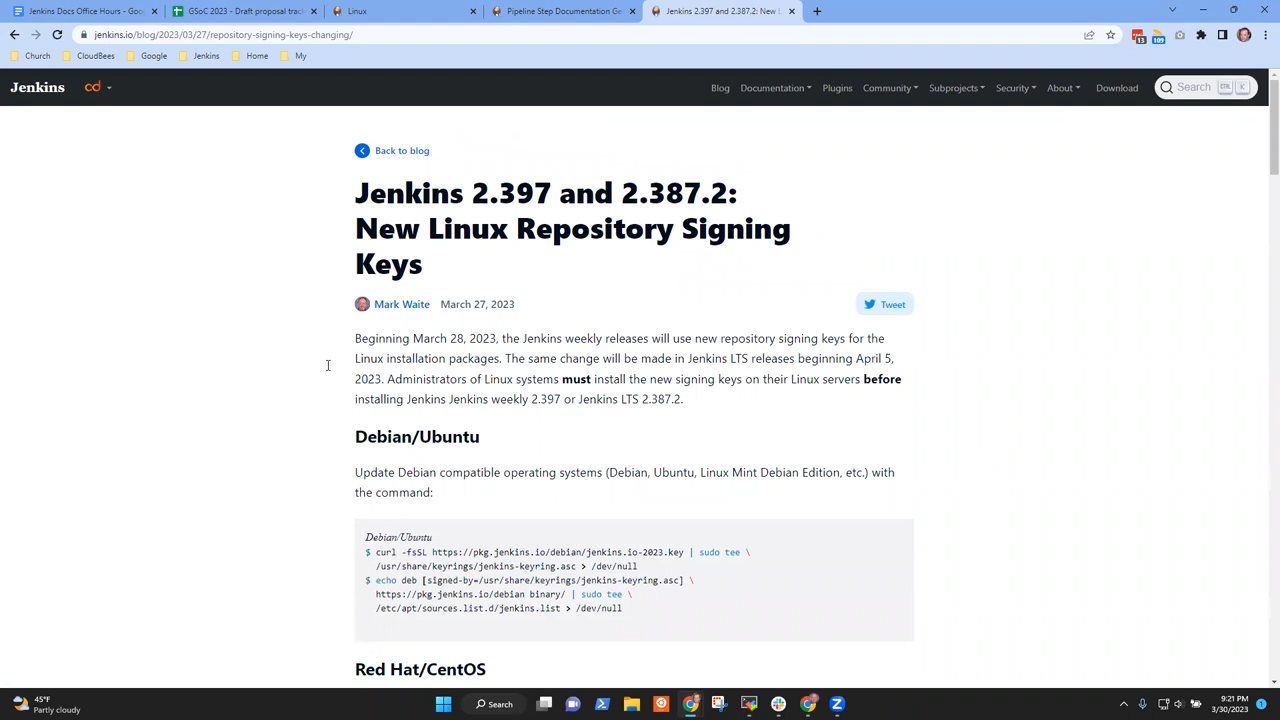 Jenkins Docs Office Hours - Goog
GSoC 2023 - Draft proposal track
Linux
Pipeline Step Documentation Ge
Jenkins 2.397 and 2.387.2: New L
jenkins.io/blog/2023/03/27/repository-signing-keys-changing/
13
109
Church
CloudBees
Google
Jenkins
Home
My
Jenkins
cd
Blog
Documentation
Plugins
Community
Subprojects
Security
About
Download
Search CTRL K
Back to blog
Jenkins 2.397 and 2.387.2:
New Linux Repository Signing
Keys
Mark Waite March 27, 2023
Tweet
Beginning March 28, 2023, the Jenkins weekly releases will use new repository signing keys for the
Linux installation packages. The same change will be made in Jenkins LTS releases beginning April 5,
2023. Administrators of Linux systems must install the new signing keys on their Linux servers before
installing Jenkins Jenkins weekly 2.397 or Jenkins LTS 2.387.2.
Debian/Ubuntu
Update Debian compatible operating systems (Debian, Ubuntu, Linux Mint Debian Edition, etc.) with
the command:
Debian/Ubuntu
$ curl -fsSL https://pkg.jenkins.io/debian/jenkins.io-2023.key | sudo tee \
/usr/share/keyrings/jenkins-keyring.asc > /dev/null
$ echo deb [signed-by=/usr/share/keyrings/jenkins-keyring.asc] \
https://pkg.jenkins.io/debian binary/ | sudo tee \
/etc/apt/sources.list.d/jenkins.list > /dev/null
Red Hat/CentOS
45°F
Partly cloudy
Search
9:21 PM
3/30/2023